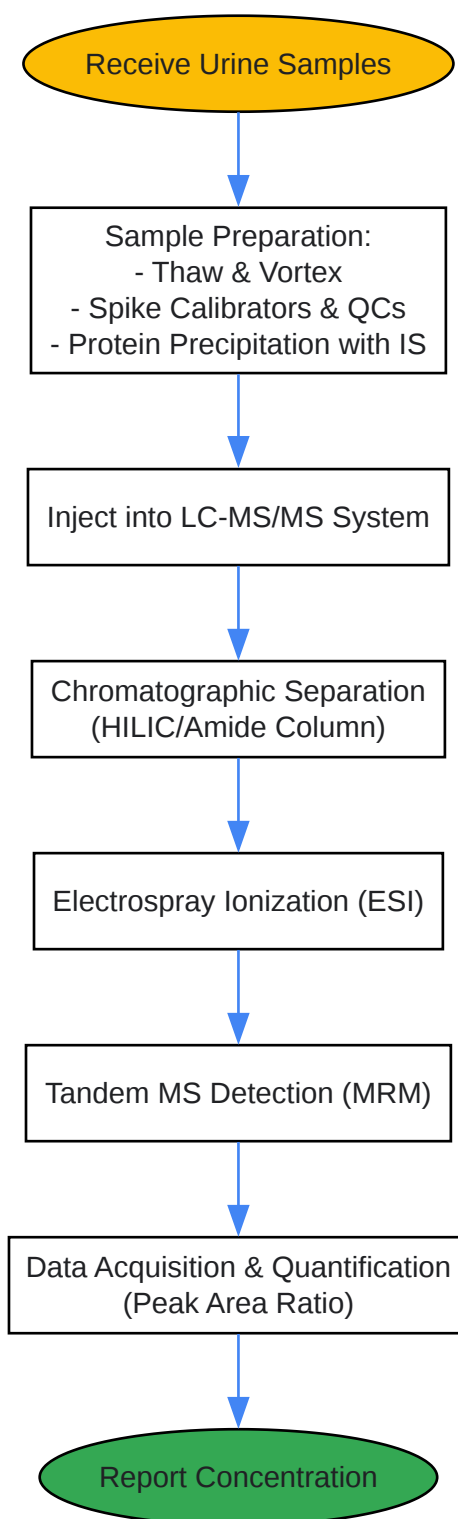 Receive Urine Samples
Sample Preparation:
- Thaw & Vortex
- Spike Calibrators & QCs
- Protein Precipitation with IS
Inject into LC-MS/MS System
Chromatographic Separation
(HILIC/Amide Column)
Electrospray Ionization (ESI)
Tandem MS Detection (MRM)
Data Acquisition & Quantification
(Peak Area Ratio)
Report Concentration